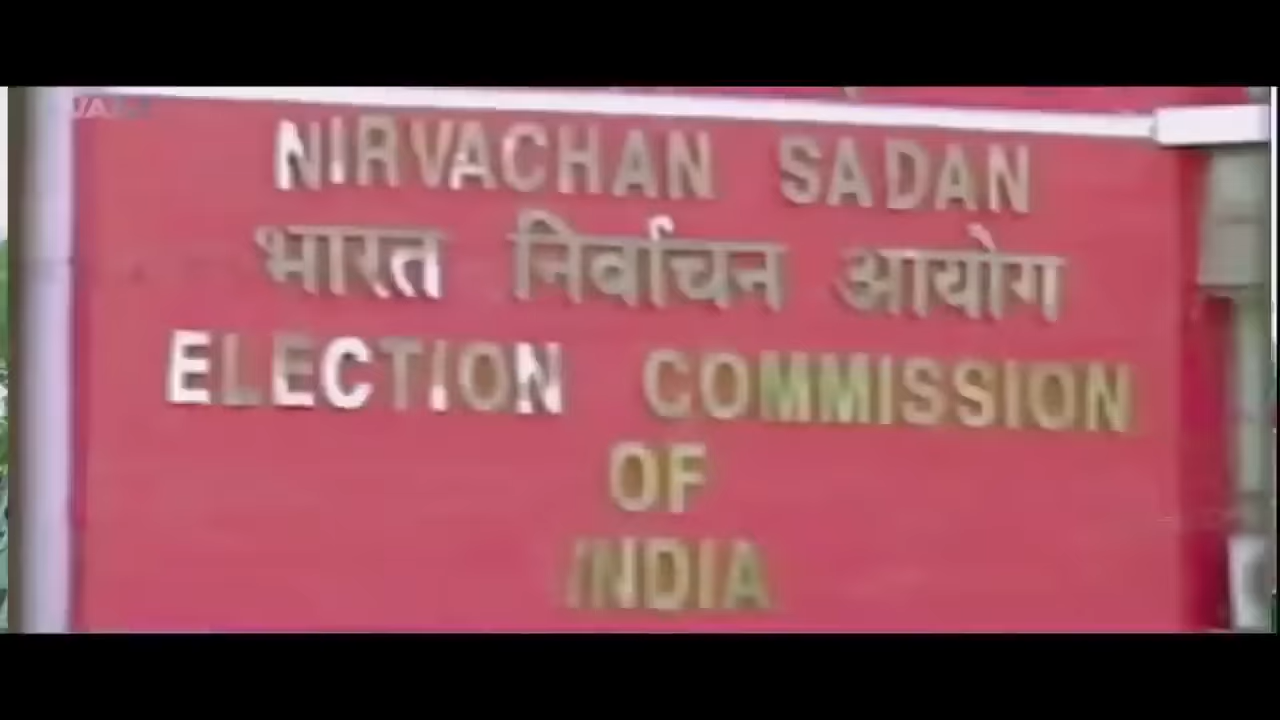 NIRVACHAN SADAN
भारत निर्वाचन आयोग
ELECTION COMMISSION
OF
INDIA